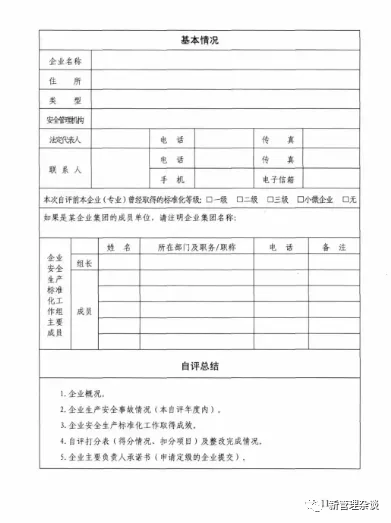 基本情况
企业名称
住 所
类 型
安全管理机构
法定代表人 电 话 传 真
联 系 人 电 话 传 真
手 机 电子信箱
本次自评前本企业(专业)曾经取得的标准化等级: □一级 □二级 □三级 □小微企业 □无
如果是某企业集团的成员单位, 请注明企业集团名称:
企业安全生产标准化工作组主要成员 姓 名 所在部门及职务/职称 电 话 备 注
组长
成员
自评总结
1.企业概况。
2.企业生产安全事故情况(本自评年度内)。
3.企业安全生产标准化工作取得成效。
4.自评打分表(得分情况、扣分项目)及整改完成情况。
5.企业主要负责人承诺书(申请定级的企业提交)。
11新管理杂谈